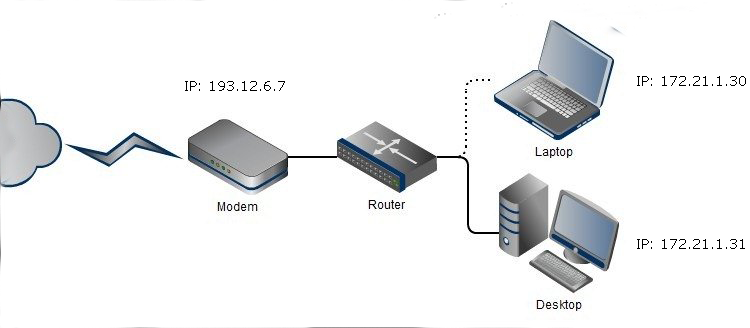 IP: 193.12.6.7
IP: 172.21.1.30
Laptop
Modem
Router
IP: 172.21.1.31
Desktop